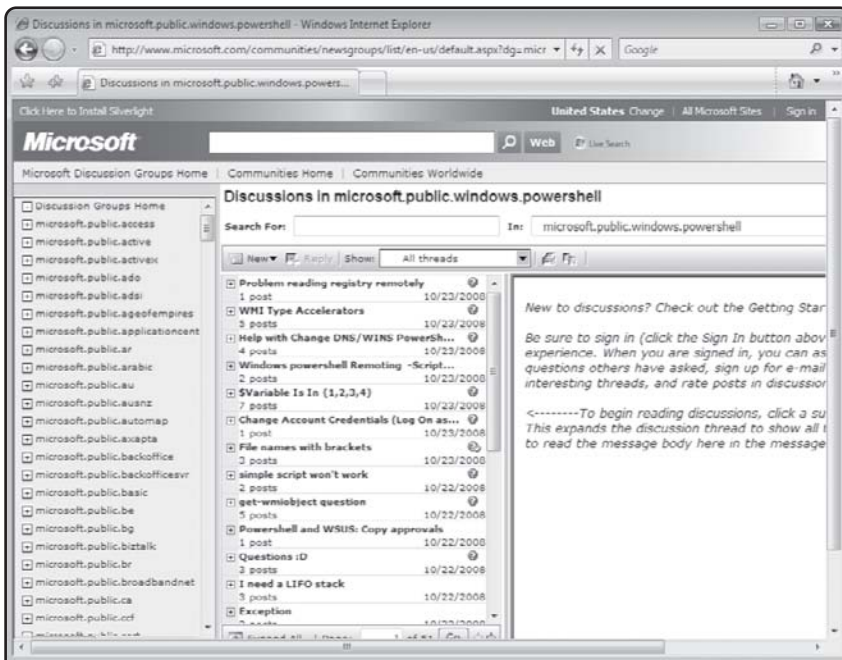 Discussions in microsoft.public.windows.powershell - Windows Internet Explorer
http://www.microsoft.com/communities/newsgroups/list/en-us/default.aspx?dg=micr
Google
Discussions in microsoft.public.windows.powers...
Click Here to Install Silverlight
United States Change | All Microsoft Sites | Sign in
Microsoft
Web
Live Search
Microsoft Discussion Groups Home | Communities Home | Communities Worldwide
Discussion Groups Home
microsoft.public.access
microsoft.public.active
microsoft.public.activex
microsoft.public.ado
microsoft.public.adsi
microsoft.public.ageofempires
microsoft.public.applicationcent
microsoft.public.ar
microsoft.public.arabic
microsoft.public.au
microsoft.public.ausnz
microsoft.public.automap
microsoft.public.axapta
microsoft.public.backoffice
microsoft.public.backofficesvr
microsoft.public.basic
microsoft.public.be
microsoft.public.bg
microsoft.public.biztalk
microsoft.public.br
microsoft.public.broadbandnet
microsoft.public.ca
microsoft.public.ccf
Discussions in microsoft.public.windows.powershell
Search For:
In: microsoft.public.windows.powershell
New Reply Show: All threads
Problem reading registry remotely
1 post 10/23/2008
WMI Type Accelerators
5 posts 10/23/2008
Help with Change DNS/WINS PowerSh...
4 posts 10/23/2008
Windows powershell Remoting -Script...
2 posts 10/23/2008
$Variable Is In {1,2,3,4}
7 posts 10/23/2008
Change Account Credentials (Log On as...
1 post 10/23/2008
File names with brackets
3 posts 10/23/2008
simple script won't work
2 posts 10/22/2008
get-wmiobject question
5 posts 10/22/2008
Powershell and WSUS: Copy approvals
1 post 10/22/2008
Questions :D
3 posts 10/22/2008
I need a LIFO stack
3 posts 10/22/2008
Exception
New to discussions? Check out the Getting Star
Be sure to sign in (click the Sign In button abov
experience. When you are signed in, you can as
questions others have asked, sign up for e-mail
interesting threads, and rate posts in discussion
<--------To begin reading discussions, click a su
This expands the discussion thread to show all t
to read the message body here in the message